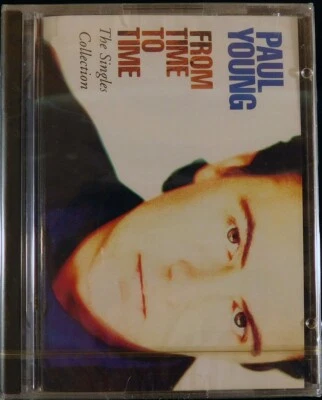 PAUL
YOUNG
FROM
TIME
TO
TIME
The Singles
Collection